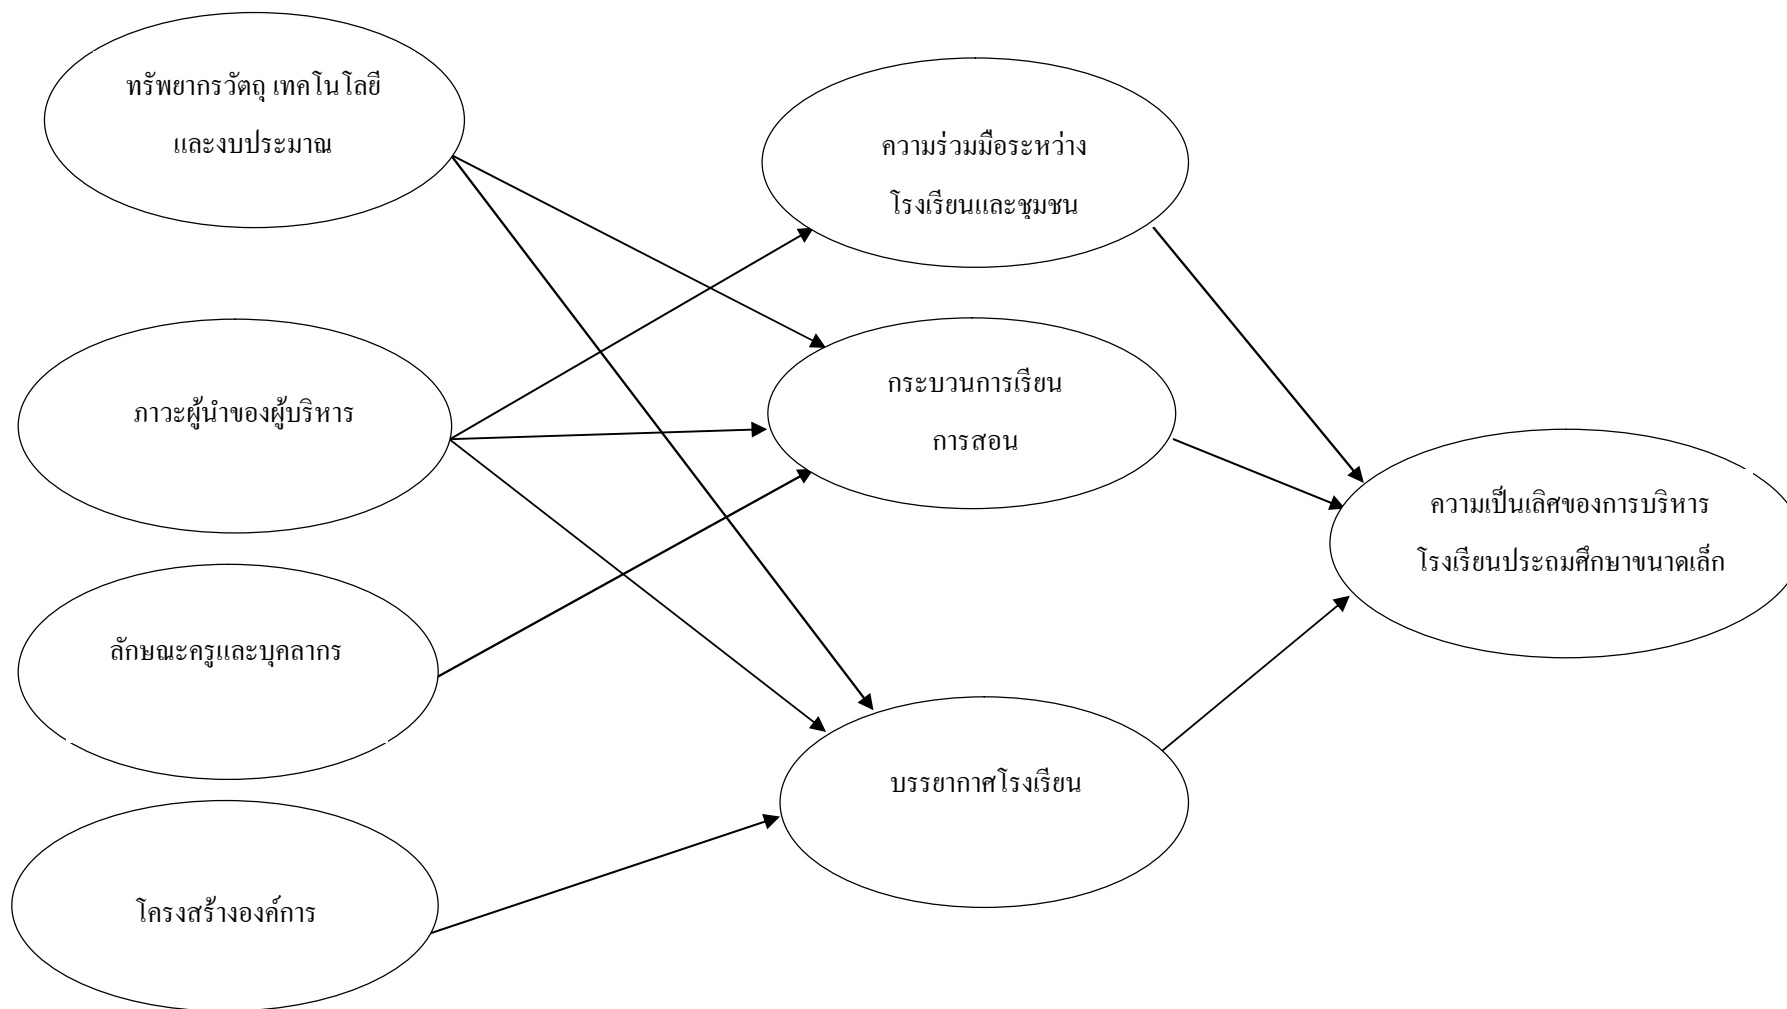 ทรัพยากรวัตถุ เทคโนโลยี
และงบประมาณ
ภาวะผู้นำของผู้บริหาร
ลักษณะครูและบุคลากร
โครงสร้างองค์การ
ความร่วมมือระหว่าง
โรงเรียนและชุมชน
กระบวนการเรียน
การสอน
บรรยากาศโรงเรียน
ความเป็นเลิศของการบริหาร
โรงเรียนประถมศึกษาขนาดเล็ก